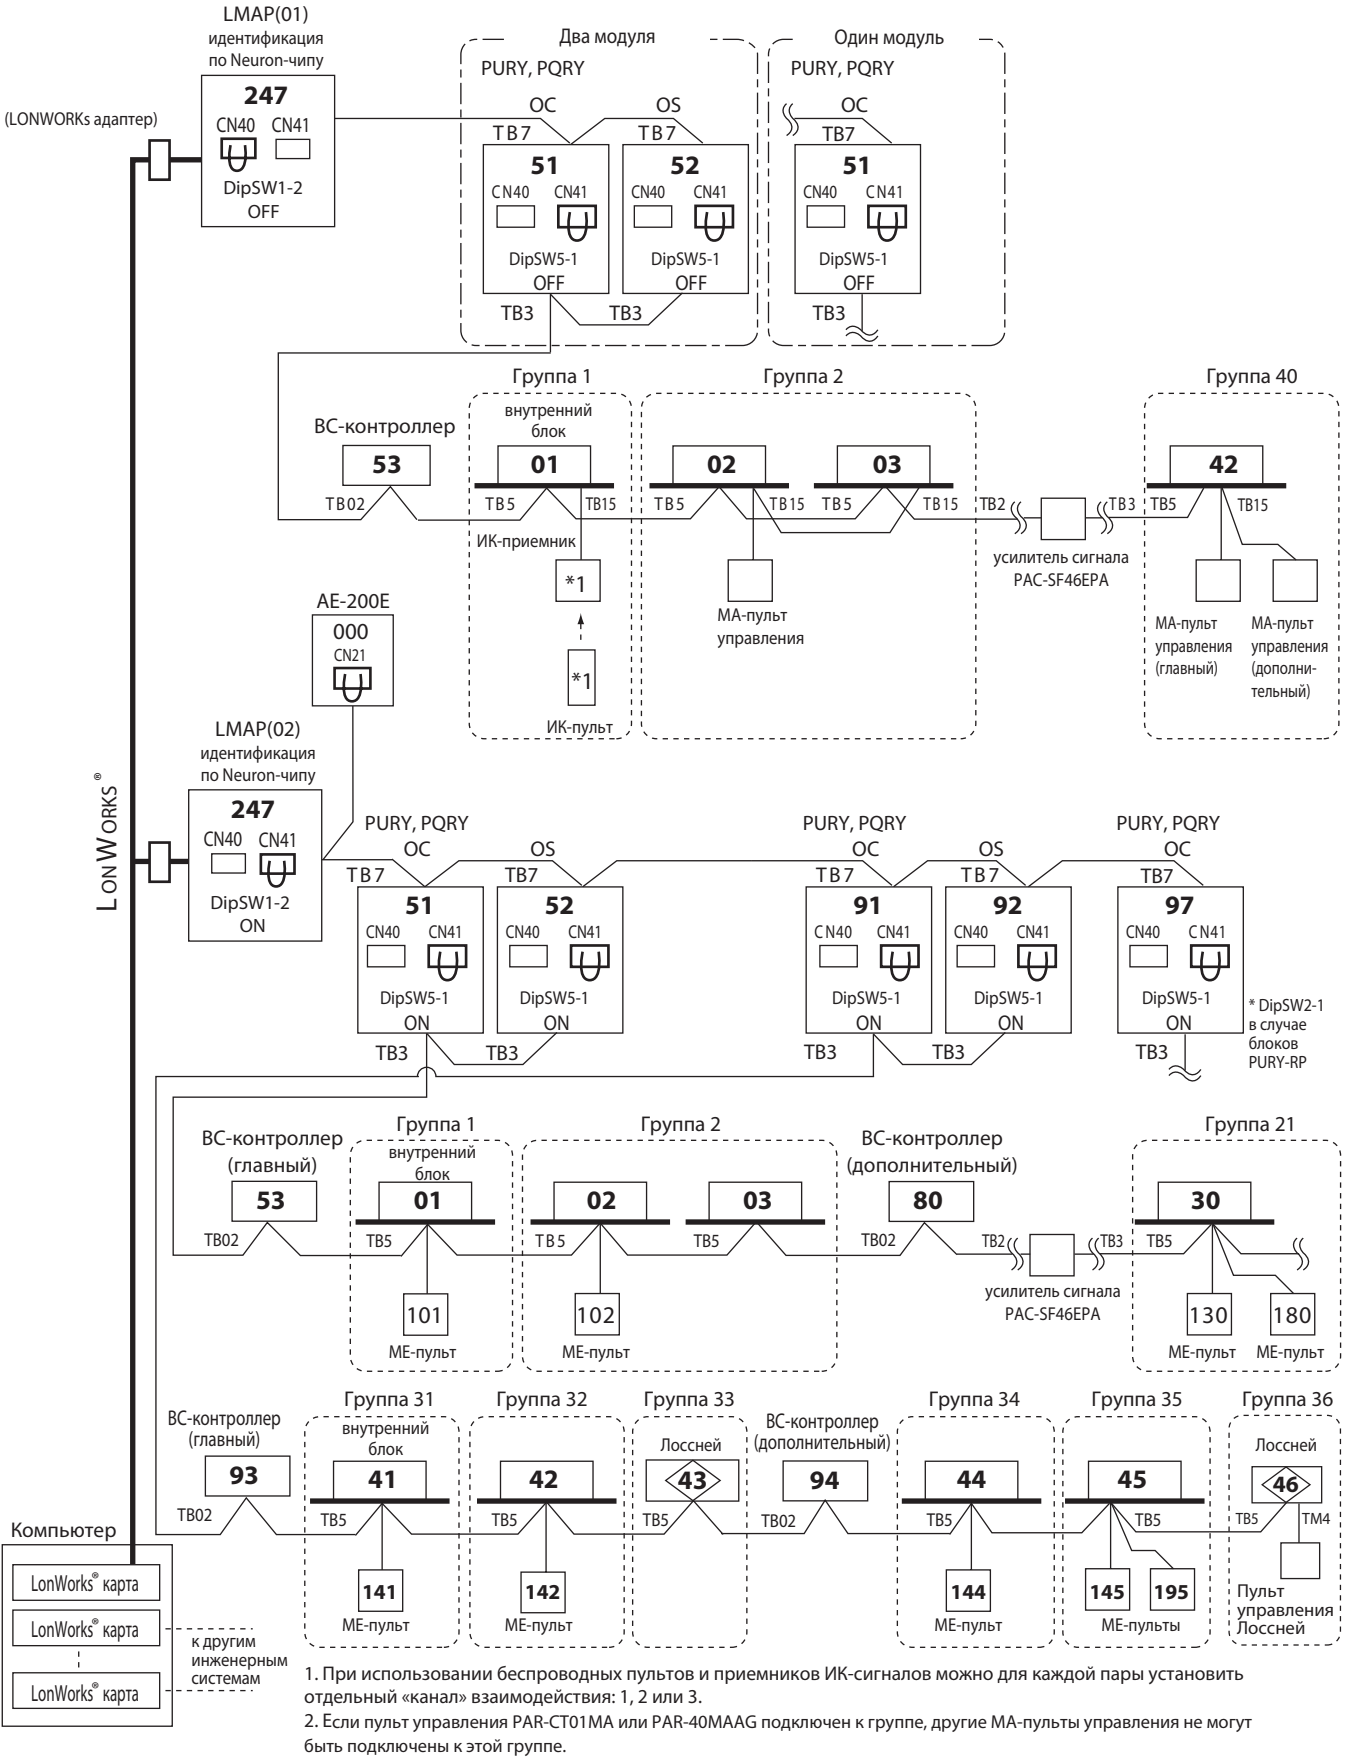 LMAP(01)
идентификация
по Neuron-чипу
247
CN40 CN41
DipSW1-2
OFF
(LONWORKs адаптер)
Два модуля
PURY, PQRY
OC OS
TB7 TB7
51 52
CN40 CN41 CN40 CN41
DipSW5-1 DipSW5-1
OFF OFF
TB3 TB3
Один модуль
PURY, PQRY
OC
TB7
51
CN40 CN41
DipSW5-1
OFF
TB3
Группа 1 Группа 2 Группа 40
внутренний
блок
BC-контроллер
53 01 02 03 42
TB02 TB5 TB15 TB5 TB15 TB5 TB15 TB2 TB3 TB5 TB15
ИК-приемник
*1
*1
ИК-пульт
МА-пульт
управления
усилитель сигнала
PAC-SF46EPA
МА-пульт
управления
(главный)
МА-пульт
управления
(дополни-
тельный)
AE-200E
000
CN21
LMAP(02)
идентификация
по Neuron-чипу
247
CN40 CN41
DipSW1-2
ON
LONWORKS®
PURY, PQRY PURY, PQRY PURY, PQRY
OC OS OC OS OC
TB7 TB7 TB7 TB7 TB7
51 52 91 92 97
CN40 CN41 CN40 CN41 CN40 CN41 CN40 CN41 CN40 CN41
DipSW5-1 DipSW5-1 DipSW5-1 DipSW5-1 DipSW5-1
ON ON ON ON ON
TB3 TB3 TB3 TB3 TB3
* DipSW2-1
в случае
блоков
PURY-RP
Группа 1 Группа 2 Группа 21
BC-контроллер
(главный)
внутренний
блок
BC-контроллер
(дополнительный)
53 01 02 03 80 30
TB02 TB5 TB5 TB5 TB02 TB2 TB3 TB5
усилитель сигнала
PAC-SF46EPA
101 102 130 180
МЕ-пульт МЕ-пульт МЕ-пульт МЕ-пульт
Группа 31 Группа 32 Группа 33 Группа 34 Группа 35 Группа 36
BC-контроллер
(главный)
внутренний
блок
Лоссней
BC-контроллер
(дополнительный)
Лоссней
93 41 42 43 94 44 45 46
TB02 TB5 TB5 TB5 TB02 TB5 TB5 TB5 TM4
141 142 144 145 195
МЕ-пульт МЕ-пульт МЕ-пульт МЕ-пульты
Пульт
управления
Лоссней
Компьютер
LonWorks® карта
LonWorks® карта
LonWorks® карта
к другим
инженерным
системам
1. При использовании беспроводных пультов и приемников ИК-сигналов можно для каждой пары установить
отдельный «канал» взаимодействия: 1, 2 или 3.
2. Если пульт управления PAR-CT01MA или PAR-40MAAG подключен к группе, другие МА-пульты управления не могут
быть подключены к этой группе.